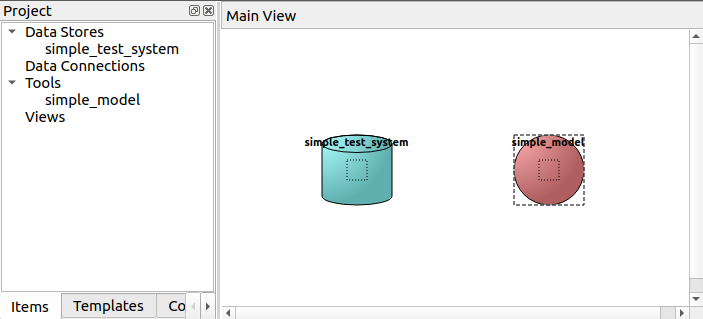 Project
Data Stores
simple_test_system
Data Connections
Tools
simple_model
Views
Items
Templates
Co
Main View
simple_test_system
simple_model